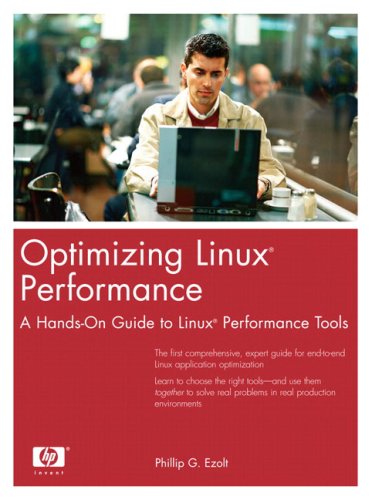 Optimizing Linux®
Performance
A Hands-On Guide to Linux® Performance Tools
The first comprehensive, expert guide for end-to-end
Linux application optimization
Learn to choose the right tools—and use them
together to solve real problems in real production
environments
hp
invent
Phillip G. Ezolt